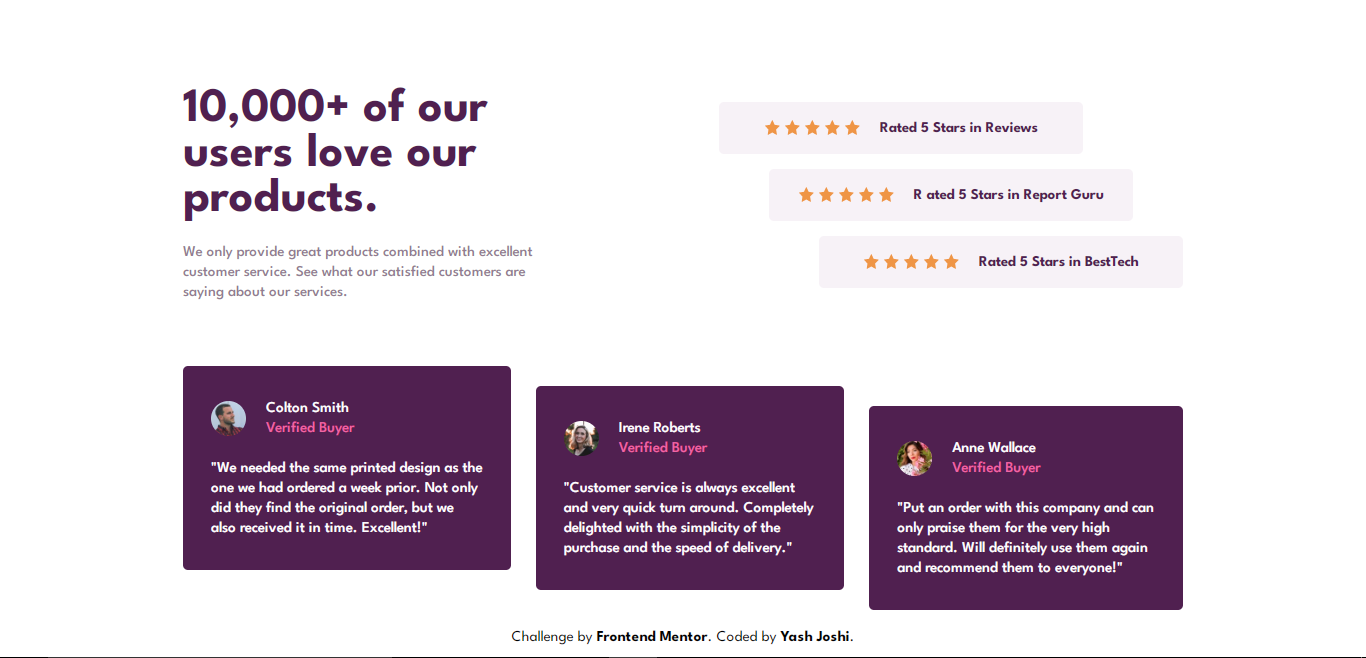 10,000+ of our
users love our
products.
We only provide great products combined with excellent
customer service. See what our satisfied customers are
saying about our services.
Rated 5 Stars in Reviews
R ated 5 Stars in Report Guru
Rated 5 Stars in BestTech
Colton Smith
Verified Buyer
"We needed the same printed design as the
one we had ordered a week prior. Not only
did they find the original order, but we
also received it in time. Excellent!"
Irene Roberts
Verified Buyer
"Customer service is always excellent
and very quick turn around. Completely
delighted with the simplicity of the
purchase and the speed of delivery."
Anne Wallace
Verified Buyer
"Put an order with this company and can
only praise them for the very high
standard. Will definitely use them again
and recommend them to everyone!"
Challenge by Frontend Mentor. Coded by Yash Joshi.